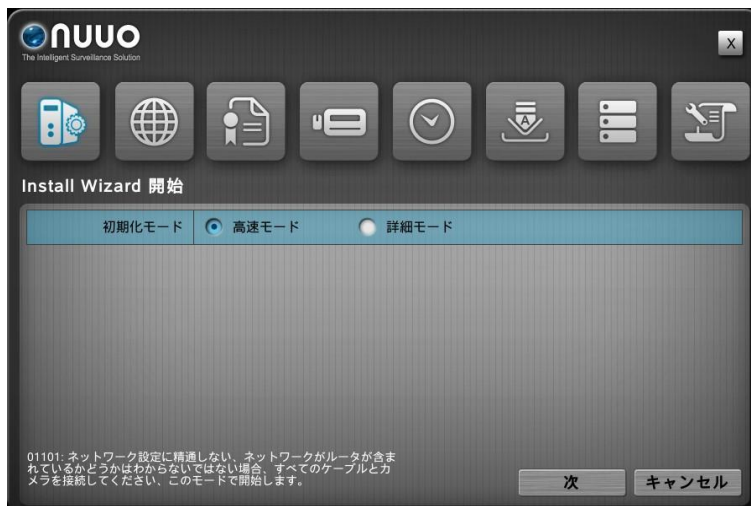 nuuo
The Intelligent Surveillance Solution
X
A
Install Wizard 開始
初期化モード 高速モード 詳細モード
01101: ネットワーク設定に精通しない、ネットワークがルータが含ま
れているかどうかはわからないではない場合、すべてのケーブルとカ
メラを接続してください、このモードで開始します。
次 キャンセル